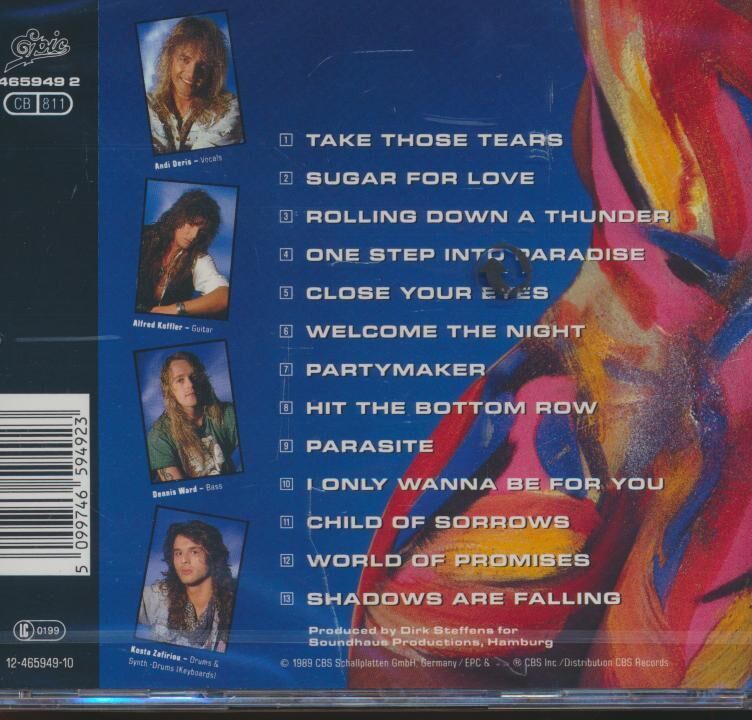 Epic
465949 2
CB 811
Andi Deris – Vocals
Alfred Koffler – Guitar
Dennis Ward – Bass
Kosta Zafiriou – Drums &
Synth-Drums (Keyboards)
1 TAKE THOSE TEARS
2 SUGAR FOR LOVE
3 ROLLING DOWN A THUNDER
4 ONE STEP INTO PARADISE
5 CLOSE YOUR EYES
6 WELCOME THE NIGHT
7 PARTYMAKER
8 HIT THE BOTTOM ROW
9 PARASITE
10 I ONLY WANNA BE FOR YOU
11 CHILD OF SORROWS
12 WORLD OF PROMISES
13 SHADOWS ARE FALLING
Produced by Dirk Steffens for
Soundhaus Productions, Hamburg
© 1989 CBS Schallplatten GmbH, Germany / EPC & ® CBS Inc / Distribution CBS Records
5 099746 594923
LC 0199
12-465949-10